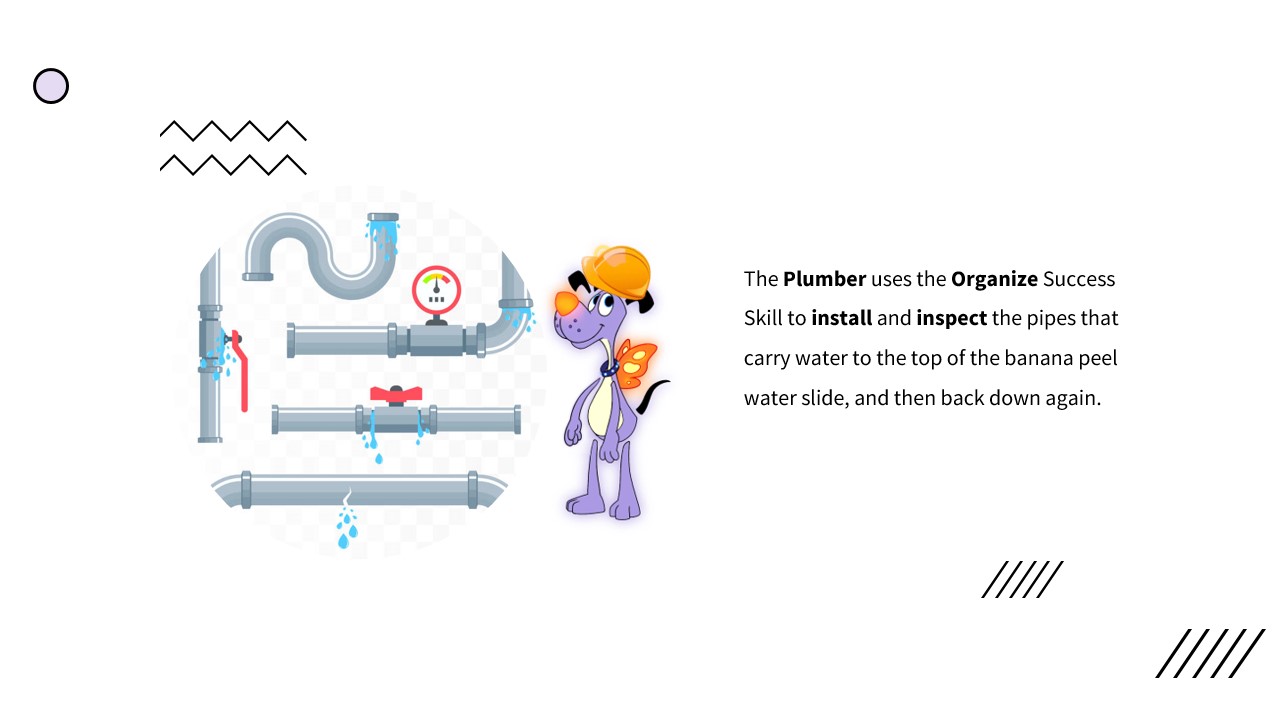 The Plumber uses the Organize Success
Skill to install and inspect the pipes that
carry water to the top of the banana peel
water slide, and then back down again.